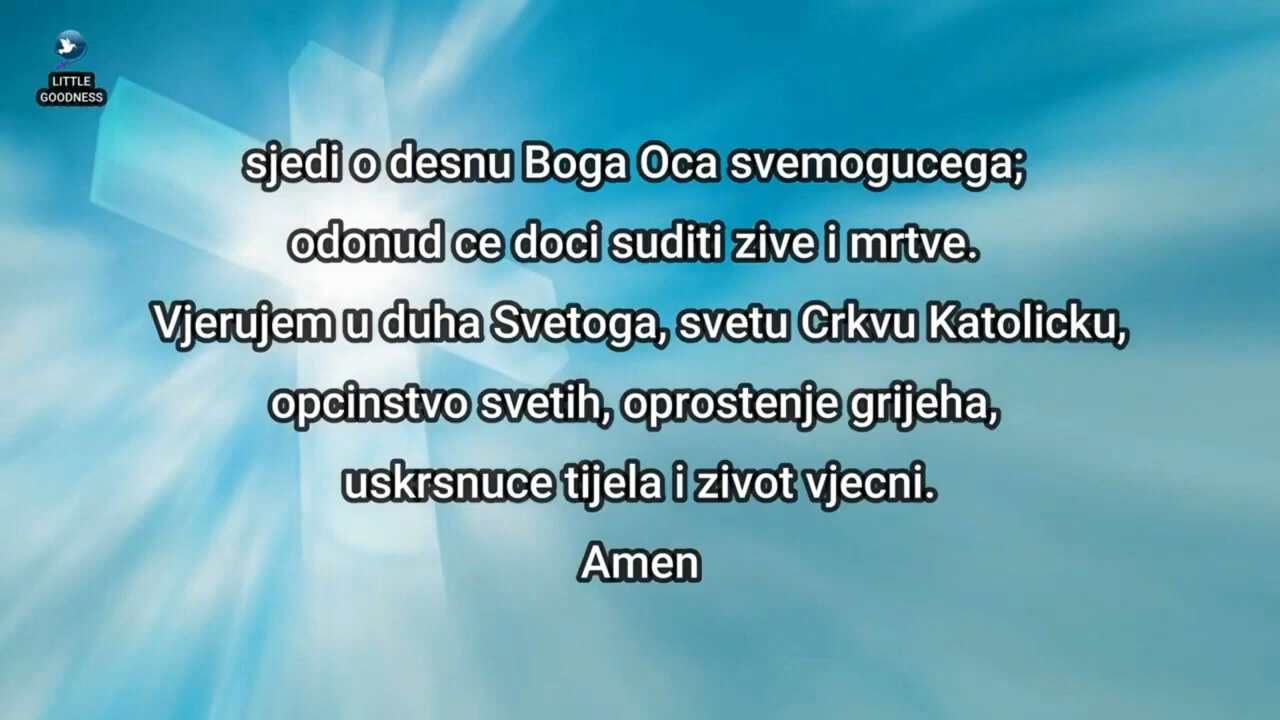 LITTLE
GOODNESS
sjedi o desnu Boga Oca svemogucega;
odonud ce doci suditi zive i mrtve.
Vjerujem u duha Svetoga, svetu Crkvu Katolicku,
opcinstvo svetih, oprostenje grijeha,
uskrsnuce tijela i zivot vjecni.
Amen